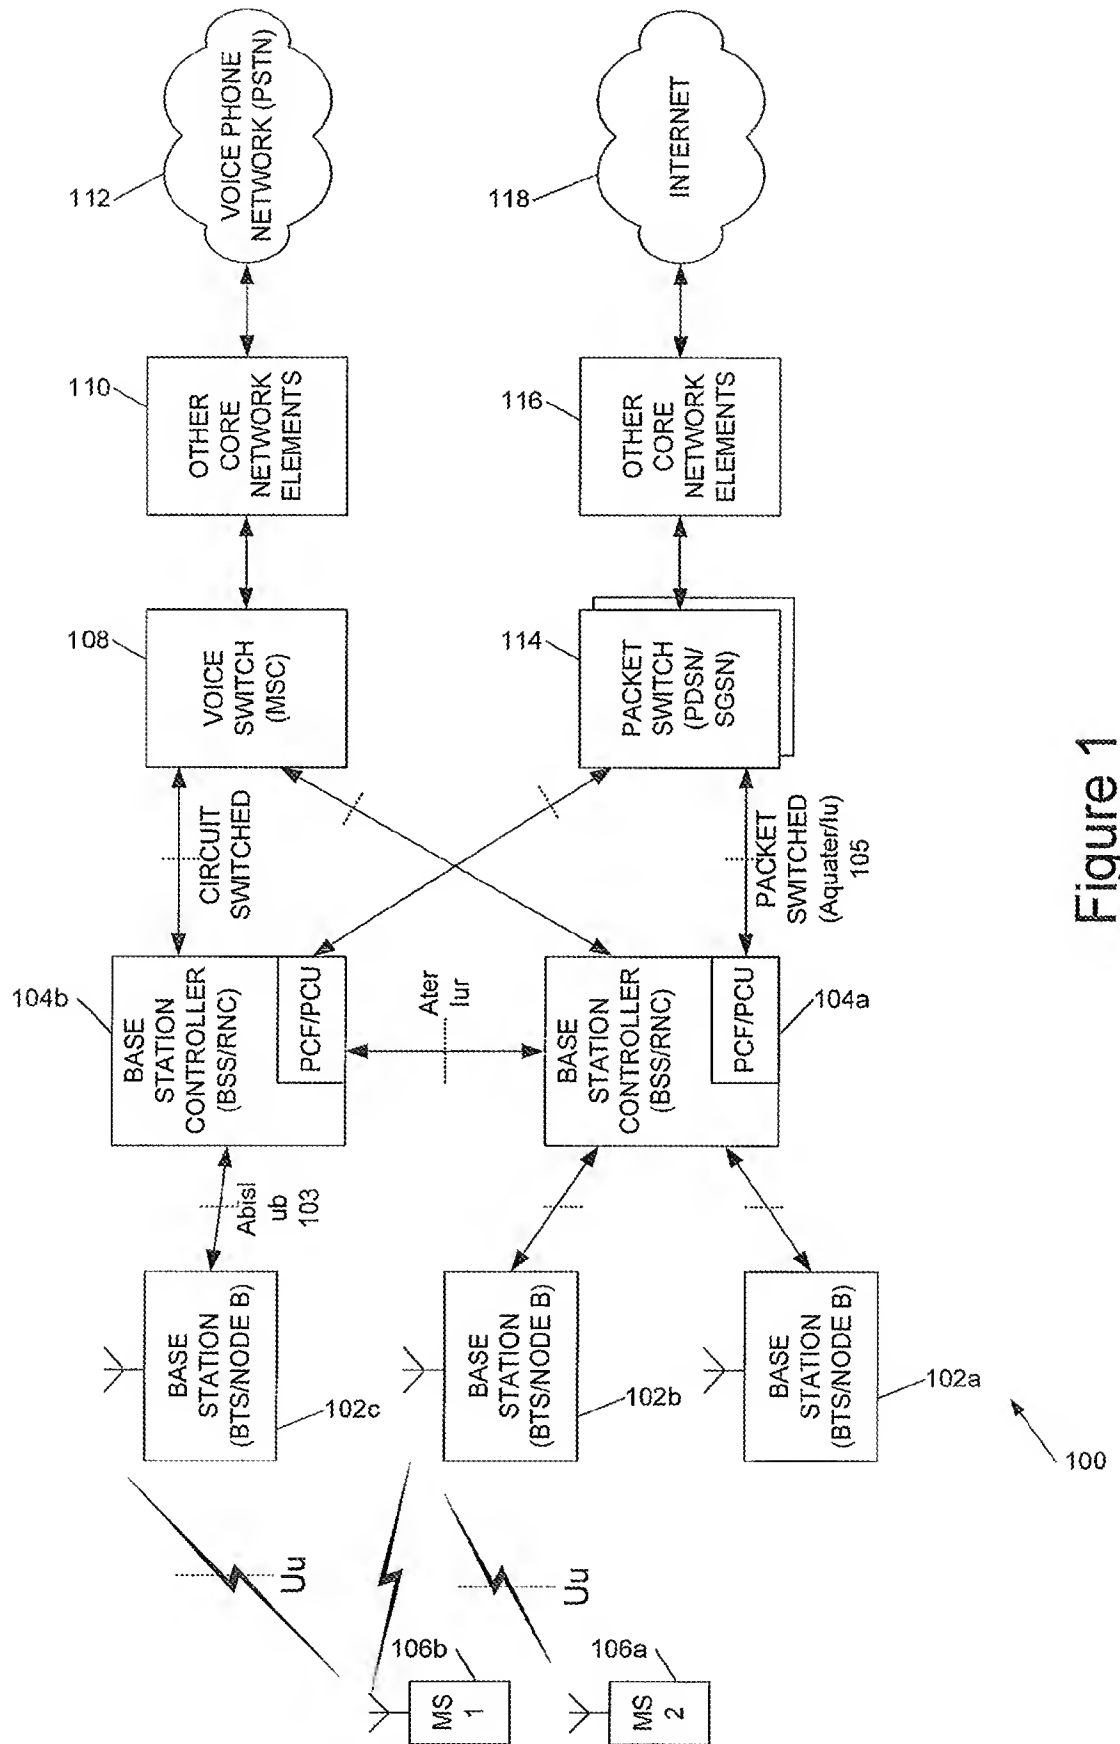 MS
1
106b
MS
2
106a
Uu
Uu
BASE
STATION
(BTS/NODE B)
102c
BASE
STATION
(BTS/NODE B)
102b
BASE
STATION
(BTS/NODE B)
102a
100
Abisl
ub
103
104b
BASE
STATION
CONTROLLER
(BSS/RNC)
PCF/PCU
Ater
Iur
BASE
STATION
CONTROLLER
(BSS/RNC)
PCF/PCU
104a
CIRCUIT
SWITCHED
PACKET
SWITCHED
(Aquater/Iu)
105
108
VOICE
SWITCH
(MSC)
114
PACKET
SWITCH
(PDSN/
SGSN)
110
OTHER
CORE
NETWORK
ELEMENTS
116
OTHER
CORE
NETWORK
ELEMENTS
112
VOICE PHONE
NETWORK (PSTN)
118
INTERNET
Figure 1